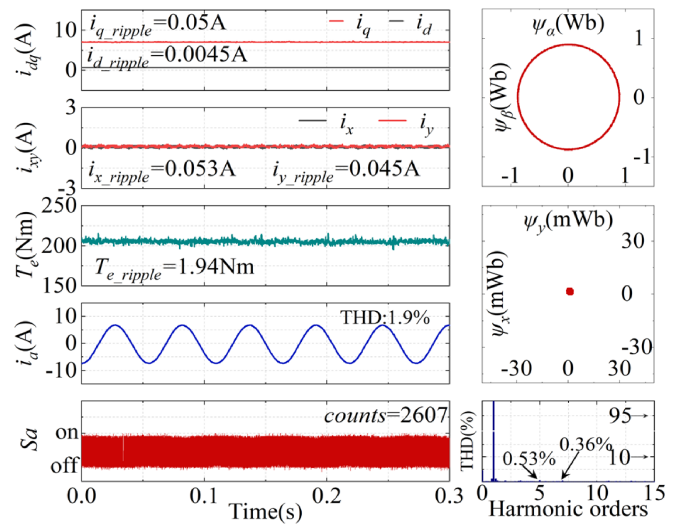 15
10
0
i_dq(A)
i_q_ripple=0.05A
i_q
i_d
i_d_ripple=0.0045A
3
0
-3
i_xy(A)
i_x
i_y
i_x_ripple=0.053A
i_y_ripple=0.045A
250
200
150
T_e(Nm)
T_e_ripple=1.94Nm
10
0
-10
i_a(A)
THD:1.9%
Sa
on
off
counts=2607
0.0
0.1
0.2
0.3
Time(s)
ψ_α(Wb)
ψ_β(Wb)
1
0
-1
-1
0
1
ψ_y(mWb)
ψ_x(mWb)
30
0
-30
-30
0
30
THD(%)
95
10
0.53%
0.36%
0
5
10
15
Harmonic orders